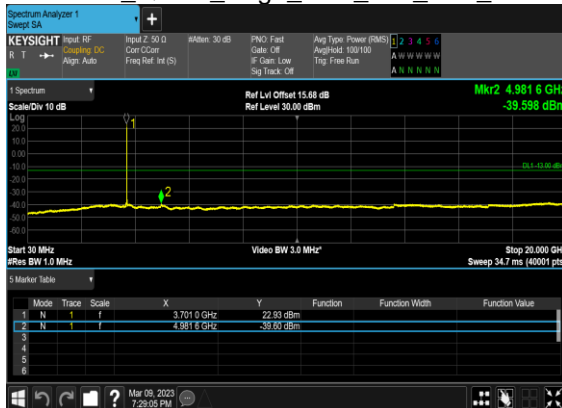 Spectrum Analyzer 1
Swept SA
+
KEYSIGHT Input: RF Input Z: 50 Ω #Atten: 30 dB PNO: Fast Avg Type: Power (RMS) 1 2 3 4 5 6
R T Coupling: DC Corr CCorr Gate: Off Avg|Hold: 100/100 A W W W W W
Align: Auto Freq Ref: Int (S) IF Gain: Low Trig: Free Run
Sig Track: Off A N N N N N
1 Spectrum Ref Lvl Offset 15.68 dB Mkr2 4.981 6 GHz
Scale/Div 10 dB Ref Level 30.00 dBm -39.598 dBm
Log
20.0
10.0
0.00
-10.0
DL1 -13.00 dBm
-20.0
-30.0
-40.0
-50.0
-60.0
1
2
Start 30 MHz Video BW 3.0 MHz* Stop 20.000 GHz
#Res BW 1.0 MHz Sweep 34.7 ms (40001 pts)
5 Marker Table
Mode Trace Scale X Y Function Function Width Function Value
1 N 1 f 3.701 0 GHz 22.93 dBm
2 N 1 f 4.981 6 GHz -39.60 dBm
3
4
5
6
? Mar 09, 2023
7:29:05 PM